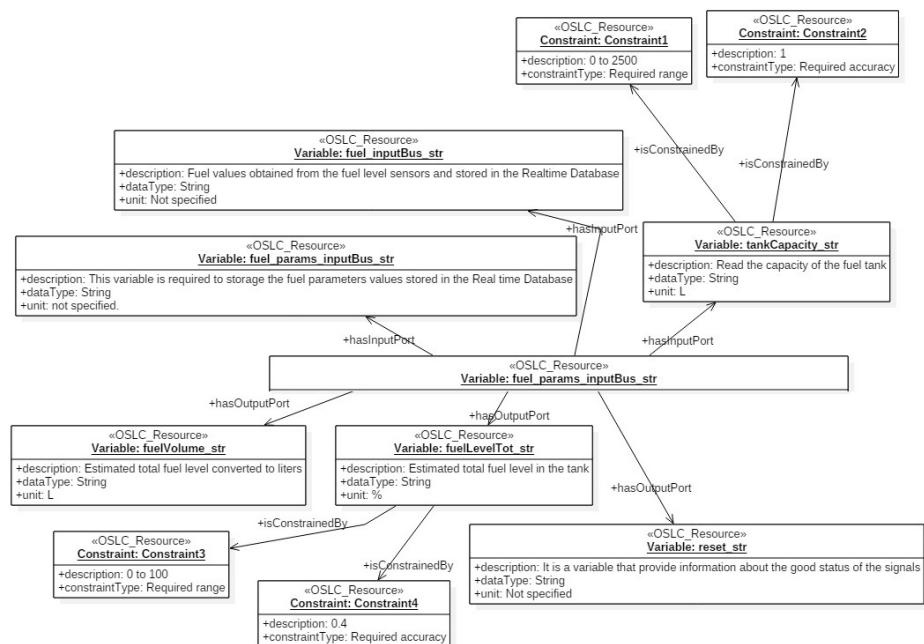 «OSLC_Resource»
Constraint: Constraint1
+description: 0 to 2500
+constraintType: Required range
«OSLC_Resource»
Constraint: Constraint2
+description: 1
+constraintType: Required accuracy
+isConstrainedBy
+isConstrainedBy
«OSLC_Resource»
Variable: fuel_inputBus_str
+description: Fuel values obtained from the fuel level sensors and stored in the Realtime Database
+dataType: String
+unit: Not specified
+hasInputPort
«OSLC_Resource»
Variable: tankCapacity_str
+description: Read the capacity of the fuel tank
+dataType: String
+unit: L
«OSLC_Resource»
Variable: fuel_params_inputBus_str
+description: This variable is required to storage the fuel parameters values stored in the Real time Database
+dataType: String
+unit: not specified.
+hasInputPort
+hasInputPort
«OSLC_Resource»
Variable: fuel_params_inputBus_str
+hasOutputPort
+hasOutputPort
+hasOutputPort
«OSLC_Resource»
Variable: fuelVolume_str
+description: Estimated total fuel level converted to liters
+dataType: String
+unit: L
«OSLC_Resource»
Variable: fuelLevelTot_str
+description: Estimated total fuel level in the tank
+dataType: String
+unit: %
+isConstrainedBy
+isConstrainedBy
«OSLC_Resource»
Constraint: Constraint3
+description: 0 to 100
+constraintType: Required range
«OSLC_Resource»
Constraint: Constraint4
+description: 0.4
+constraintType: Required accuracy
«OSLC_Resource»
Variable: reset_str
+description: It is a variable that provide information about the good status of the signals
+dataType: String
+unit: Not specified